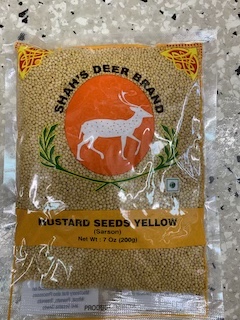 SHAH'S DEER BRAND
MUSTARD SEEDS YELLOW
(Sarson)
Net Wt : 7 Oz (200g)